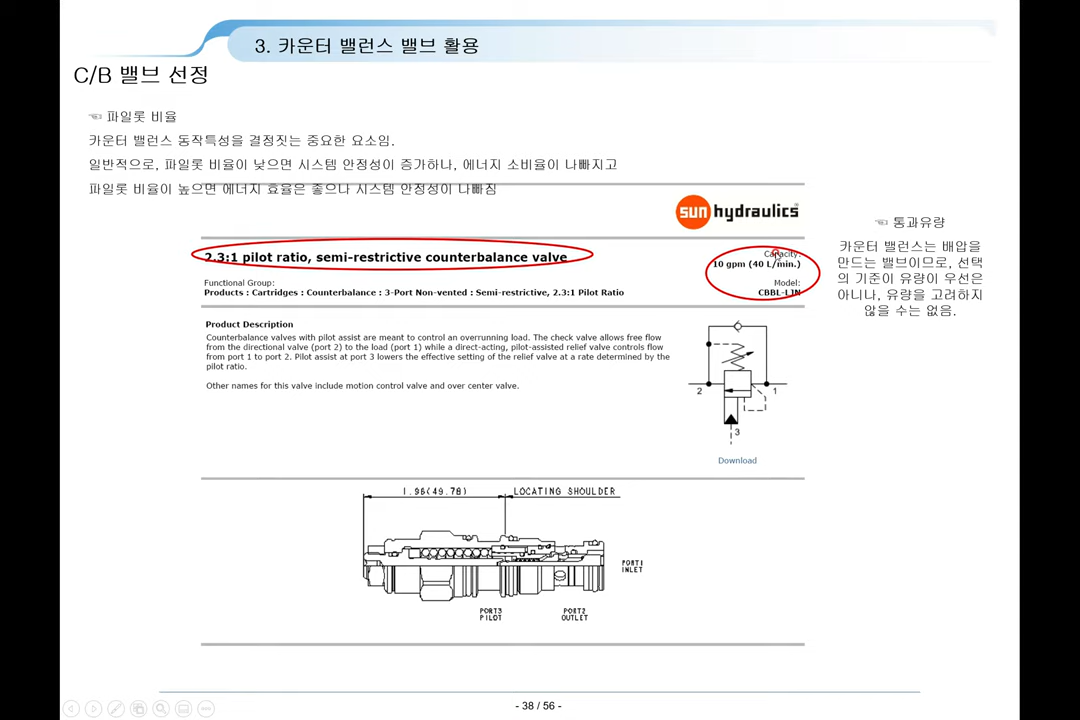 3. 카운터 밸런스 밸브 활용
C/B 밸브 선정
☜ 파일롯 비율
카운터 밸런스 동작특성을 결정짓는 중요한 요소임.
일반적으로, 파일롯 비율이 낮으면 시스템 안정성이 증가하나, 에너지 소비율이 나빠지고
파일롯 비율이 높으면 에너지 효율은 좋으나 시스템 안정성이 나빠짐
sun hydraulics
☜ 통과유량
카운터 밸런스는 배압을
만드는 밸브이므로, 선택
의 기준이 유량이 우선은
아니나, 유량을 고려하지
않을 수는 없음.
2.3:1 pilot ratio, semi-restrictive counterbalance valve
Capacity:
10 gpm (40 L/min.)
Functional Group:
Products : Cartridges : Counterbalance : 3-Port Non-vented : Semi-restrictive, 2.3:1 Pilot Ratio
Model:
CBBL-LJN
Product Description
Counterbalance valves with pilot assist are meant to control an overrunning load. The check valve allows free flow
from the directional valve (port 2) to the load (port 1) while a direct-acting, pilot-assisted relief valve controls flow
from port 1 to port 2. Pilot assist at port 3 lowers the effective setting of the relief valve at a rate determined by the
pilot ratio.
Other names for this valve include motion control valve and over center valve.
2
1
3
Download
1.96(49.78)
LOCATING SHOULDER
PORT1
INLET
PORT3
PILOT
PORT2
OUTLET
- 38 / 56 -